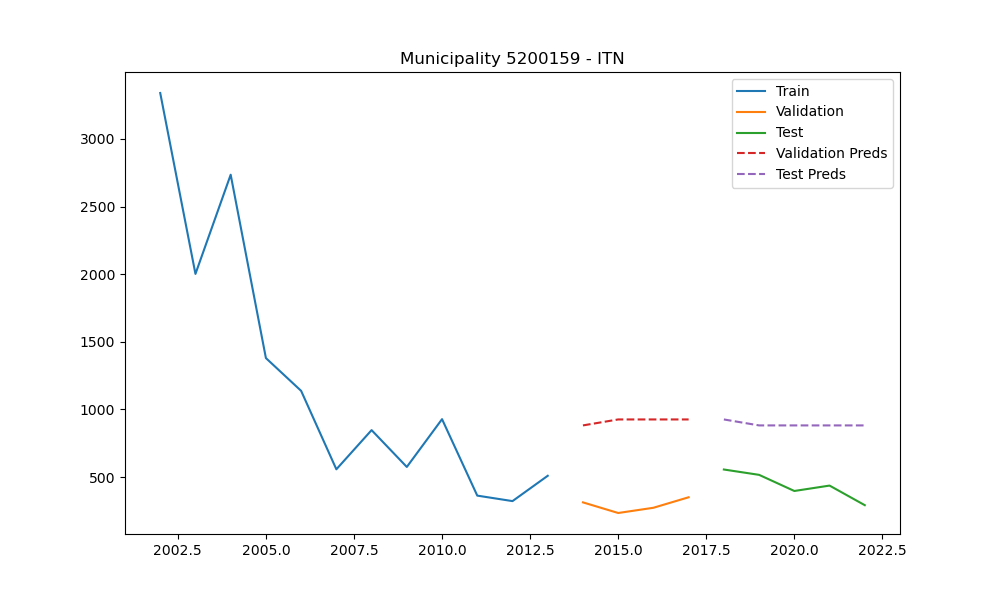 Municipality 5200159 - ITN
Train
Validation
Test
Validation Preds
Test Preds
3000
2500
2000
1500
1000
500
2002.5 2005.0 2007.5 2010.0 2012.5 2015.0 2017.5 2020.0 2022.5